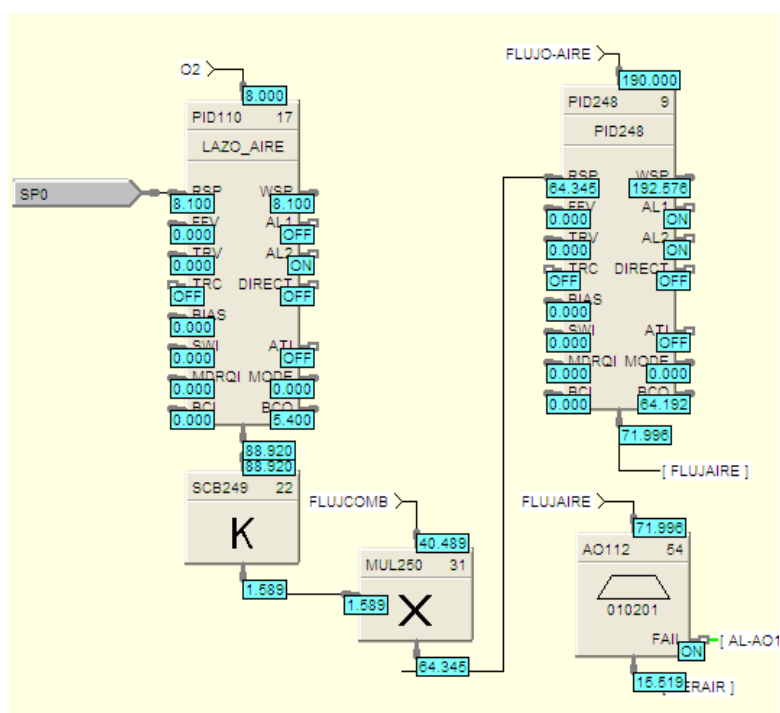 O2
8.000
PID110 17
LAZO_AIRE
SP0
RSP WSP
8.100 8.100
FFV AL1
0.000 OFF
TRV AL2
0.000 ON
TRC DIRECT
OFF OFF
BIAS
0.000
SWI ATI
0.000 OFF
MDRQI MODE
0.000 0.000
BCI BCO
0.000 5.400
88.920
88.920
SCB249 22
K
1.589
FLUJCOMB
40.489
MUL250 31
1.589
X
64.345
FLUJO-AIRE
190.000
PID248 9
PID248
RSP WSP
64.345 192.576
FFV AL1
0.000 ON
TRV AL2
0.000 ON
TRC DIRECT
OFF OFF
BIAS
0.000
SWI ATI
0.000 OFF
MDRQI MODE
0.000 0.000
BCI BCO
0.000 64.192
71.996
[ FLUJAIRE ]
FLUJAIRE
71.996
AO112 54
010201
FAIL
[ AL-AO1
ON
15.519
ERAIR ]